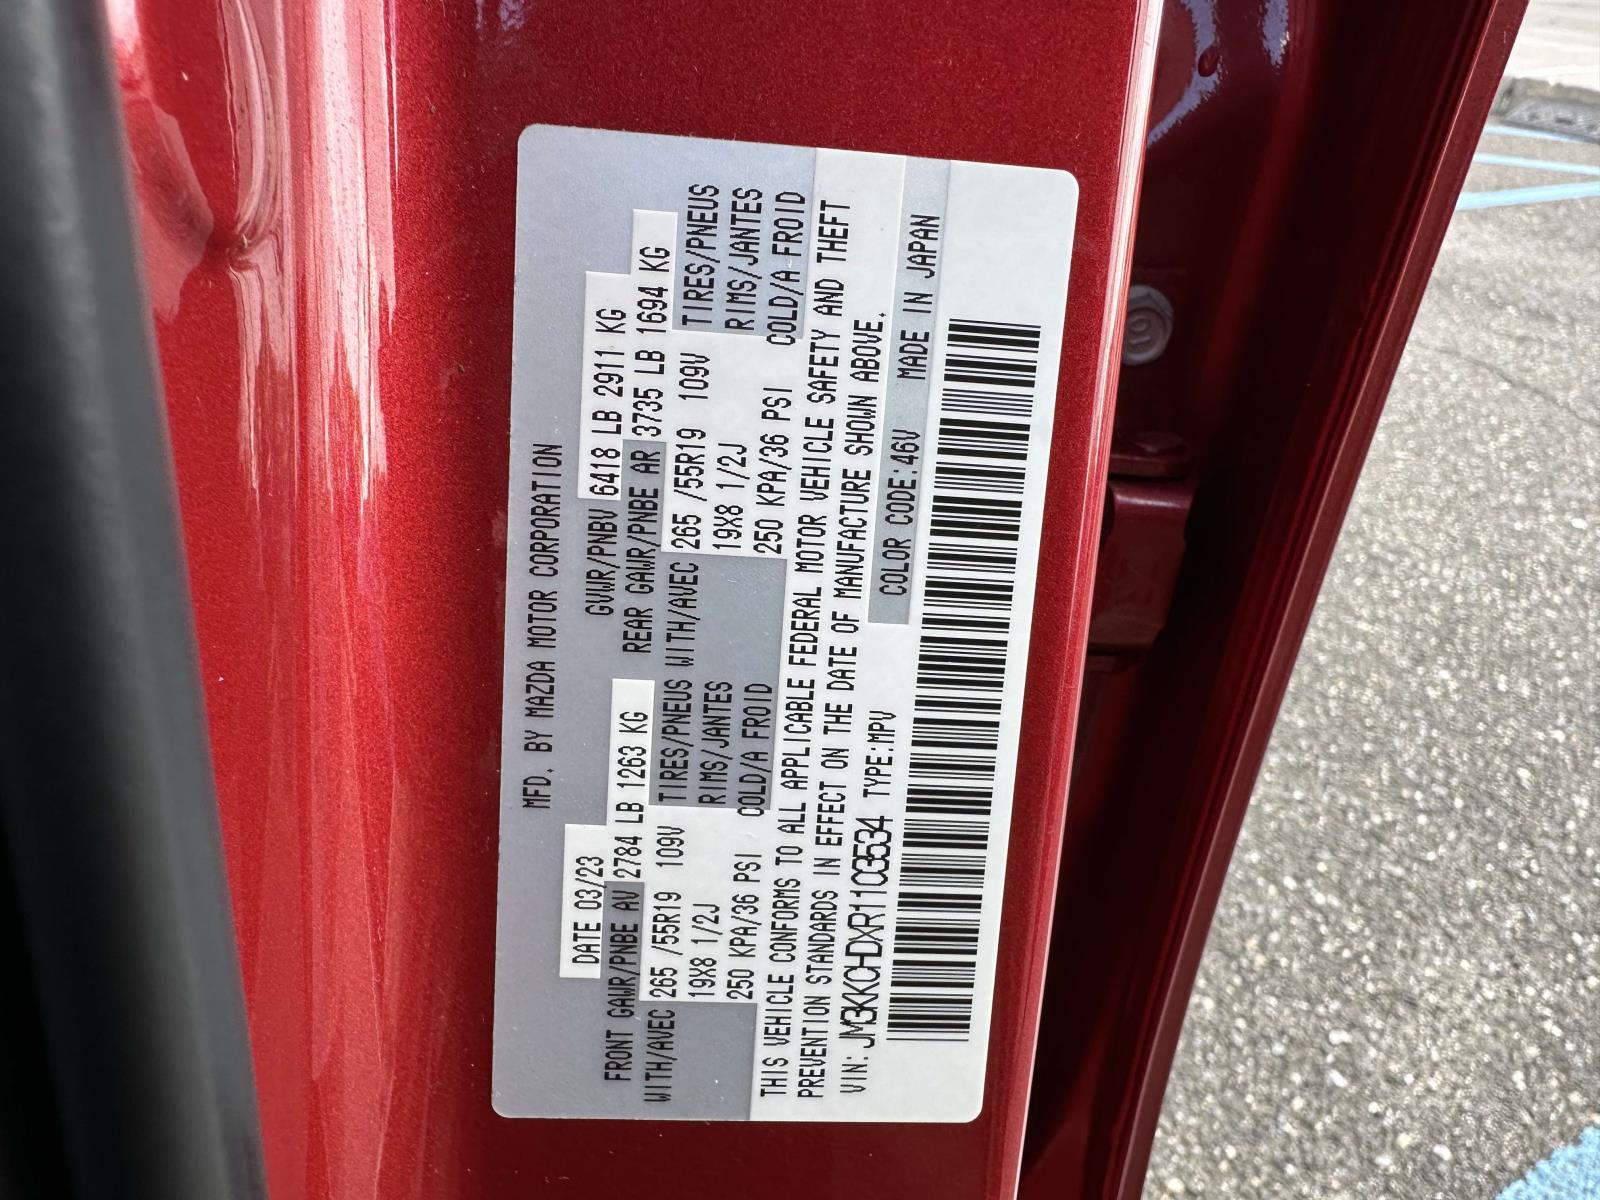 MFD. BY MAZDA MOTOR CORPORATION
DATE 03/23 GVWR/PNBV 6418 LB 2911 KG
FRONT GAWR/PNBE AV 2784 LB 1263 KG REAR GAWR/PNBE AR 3735 LB 1694 KG
WITH/AVEC 265 /55R19 109V TIRES/PNEUS WITH/AVEC 265 /55R19 109V TIRES/PNEUS
19X8 1/2J RIMS/JANTES 19X8 1/2J RIMS/JANTES
250 KPA/36 PSI COLD/A FROID 250 KPA/36 PSI COLD/A FROID
THIS VEHICLE CONFORMS TO ALL APPLICABLE FEDERAL MOTOR VEHICLE SAFETY AND THEFT
PREVENTION STANDARDS IN EFFECT ON THE DATE OF MANUFACTURE SHOWN ABOVE.
VIN: JM3KKCHDXR1103534 TYPE:MPV COLOR CODE:46V MADE IN JAPAN